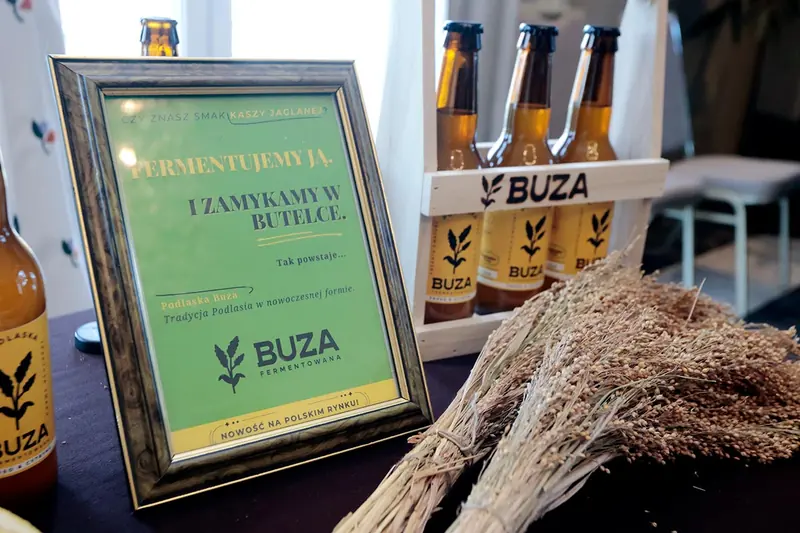 CZY ZNASZ SMAK KASZY JAGLANEJ
FERMENTUJEMY JĄ.
I ZAMYKAMY W
BUTELCE.
Tak powstaje...
Podlaska Buza
Tradycja Podlasia w nowoczesnej formie.
BUZA
FERMENTOWANA
NOWOŚĆ NA POLSKIM RYNKU!
BUZA
BUZA
BUZA
BUZA
BUZA
FERMENTOWANA